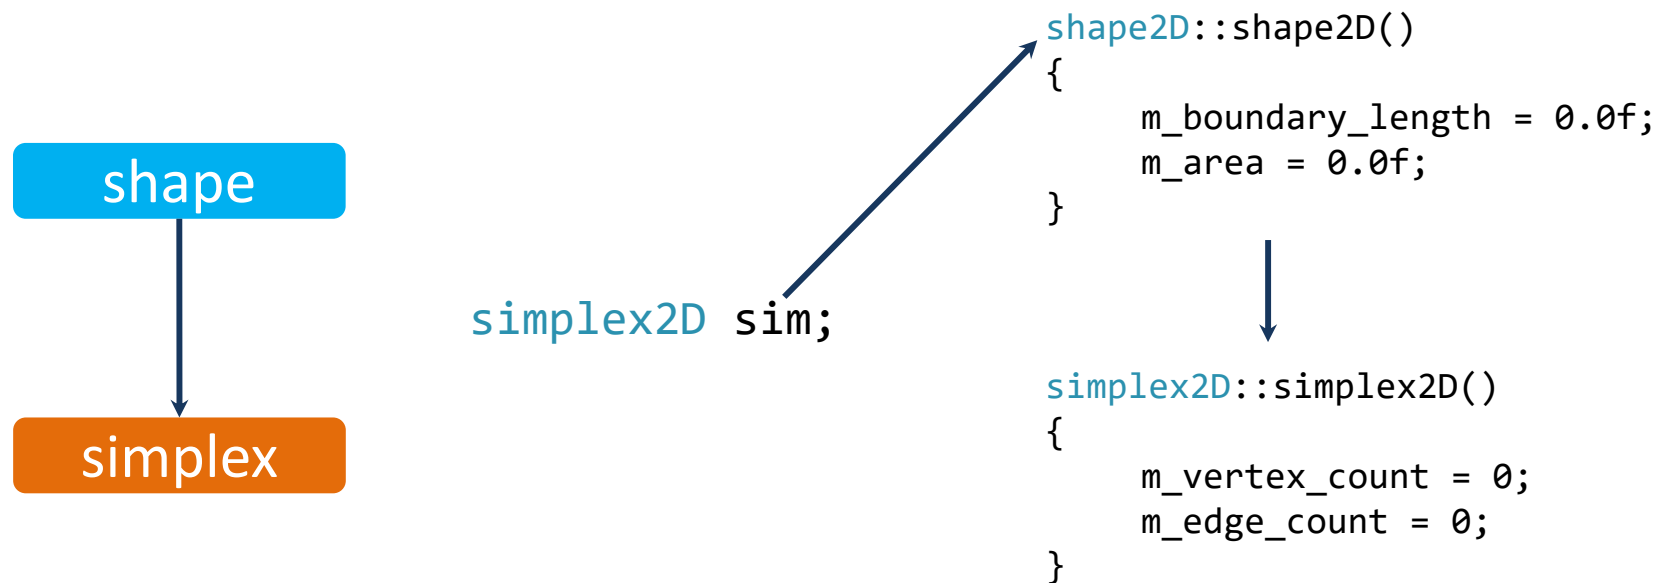 shape
simplex
simplex2D sim;
shape2D::shape2D()
{
m_boundary_length = 0.0f;
m_area = 0.0f;
}
simplex2D::simplex2D()
{
m_vertex_count = 0;
m_edge_count = 0;
}